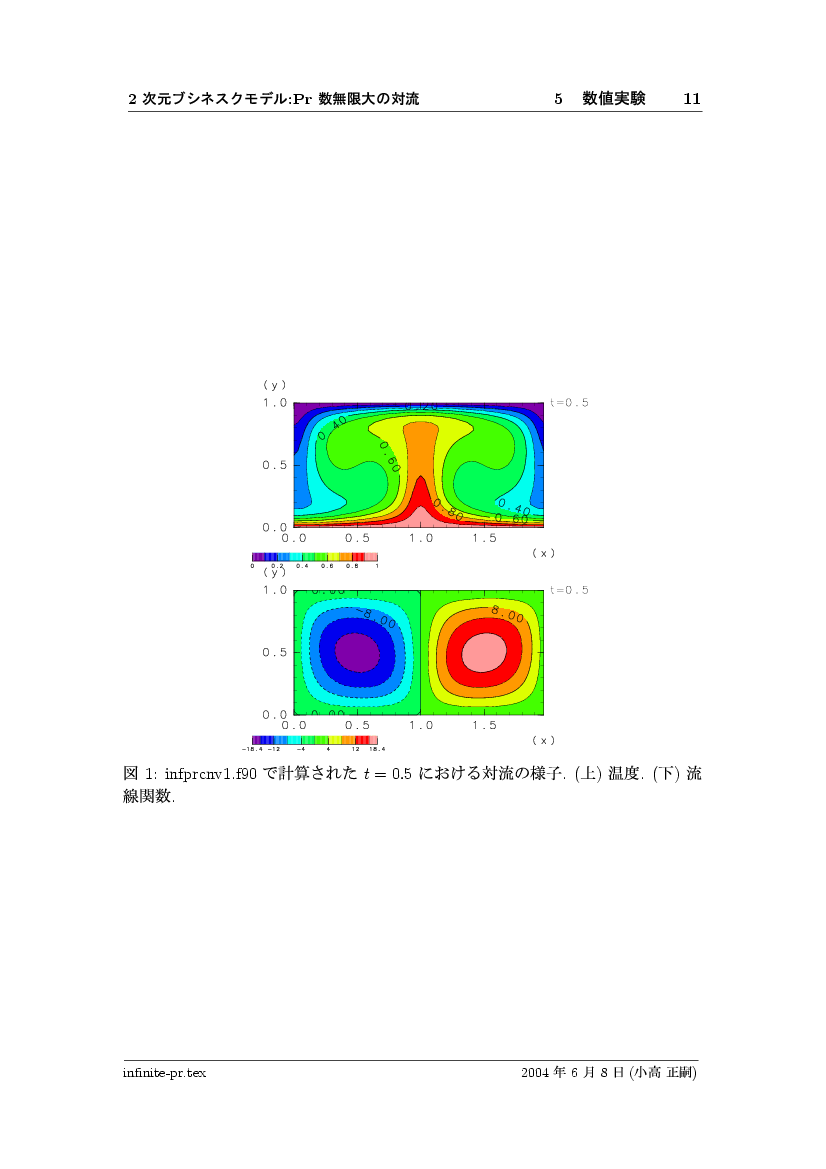 2 次元ブシネスクモデル:Pr 数無限大の対流 5 数値実験 11
(y)
1.0 t=0.5
0.20
0.40
0.60
0.5
0.80 0.40
0.60
0.0
0.0 0.5 1.0 1.5
(x)
0 0.2 0.4 0.6 0.8 1
(y)
1.0 0.00 t=0.5
-8.00 8.00
0.5
0.0 0.00
0.0 0.5 1.0 1.5
(x)
-18.4 -12 -4 4 12 18.4
図 1: infprcnv1.f90 で計算された t = 0.5 における対流の様子. (上) 温度. (下) 流
線関数.
infinite-pr.tex 2004 年 6 月 8 日 (小高 正嗣)